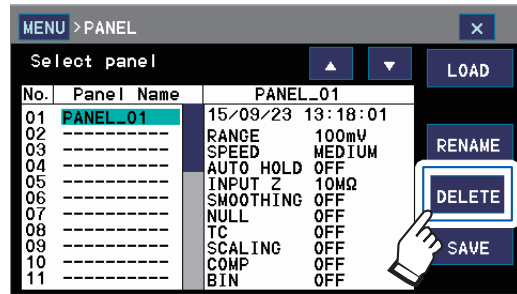 MENU > PANEL ×
Select panel ▲ ▼ LOAD
No. Panel Name PANEL_01
01 PANEL_01 15/09/23 13:18:01
02 ----------- RANGE 100mV
03 ----------- SPEED MEDIUM
04 ----------- AUTO HOLD OFF
05 ----------- INPUT Z 10MΩ
06 ----------- SMOOTHING OFF
07 ----------- NULL OFF
08 ----------- TC OFF
09 ----------- SCALING OFF
10 ----------- COMP OFF
11 ----------- BIN OFF
RENAME
DELETE
SAVE